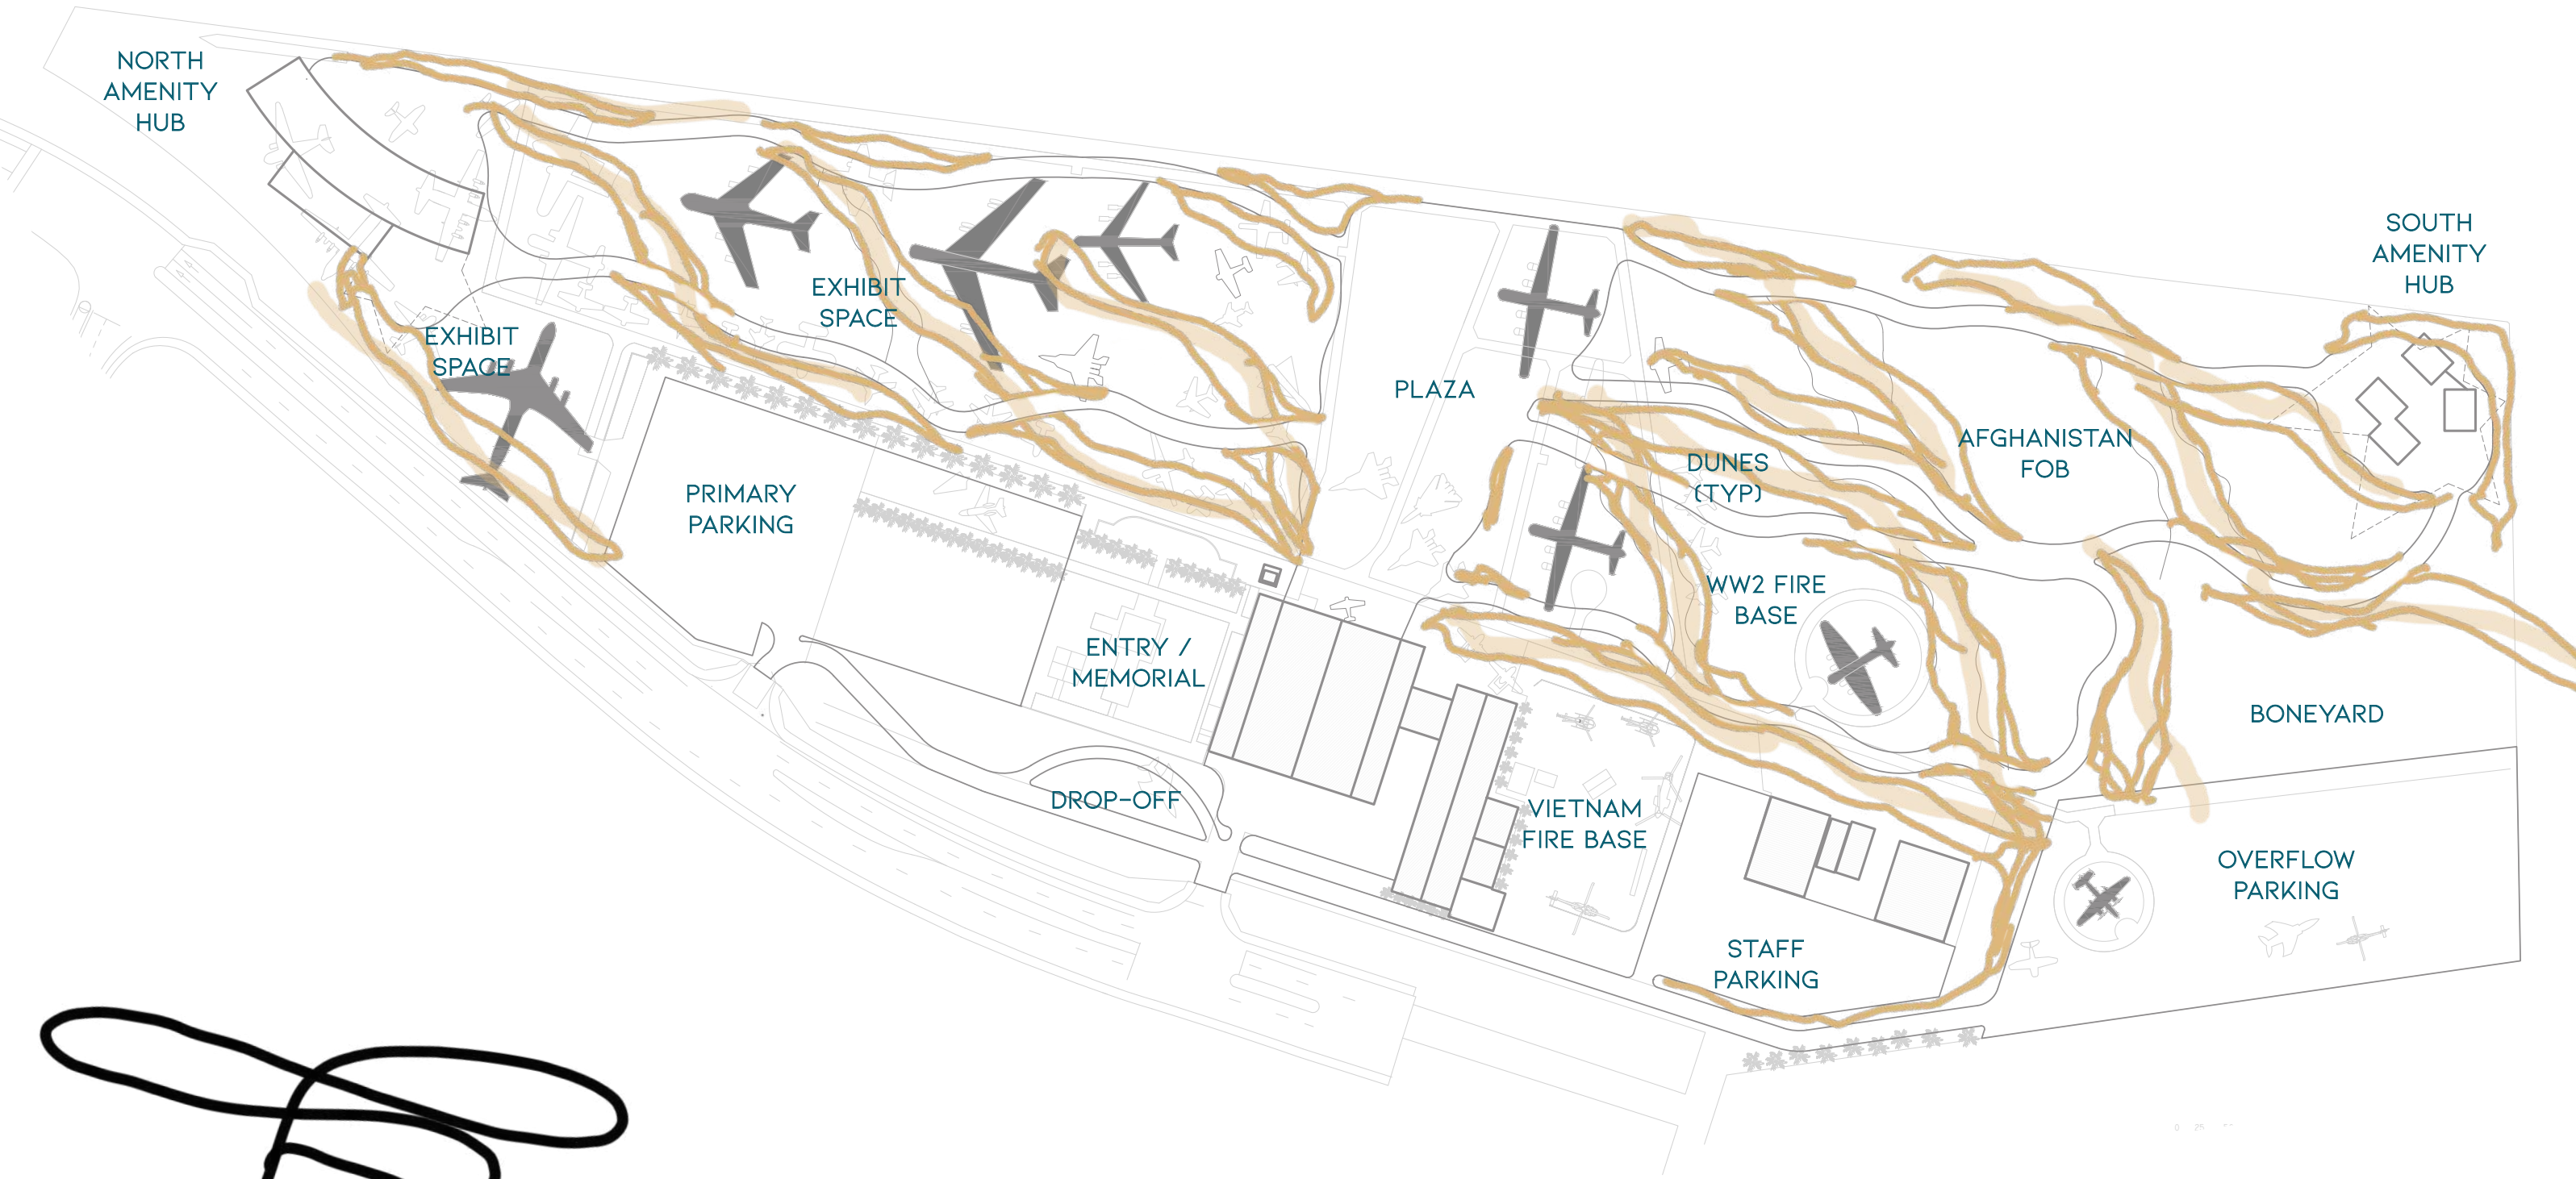 NORTH
AMENITY
HUB
EXHIBIT
SPACE
EXHIBIT
SPACE
PRIMARY
PARKING
ENTRY /
MEMORIAL
DROP-OFF
PLAZA
DUNES
(TYP)
WW2 FIRE
BASE
VIETNAM
FIRE BASE
STAFF
PARKING
AFGHANISTAN
FOB
SOUTH
AMENITY
HUB
BONEYARD
OVERFLOW
PARKING